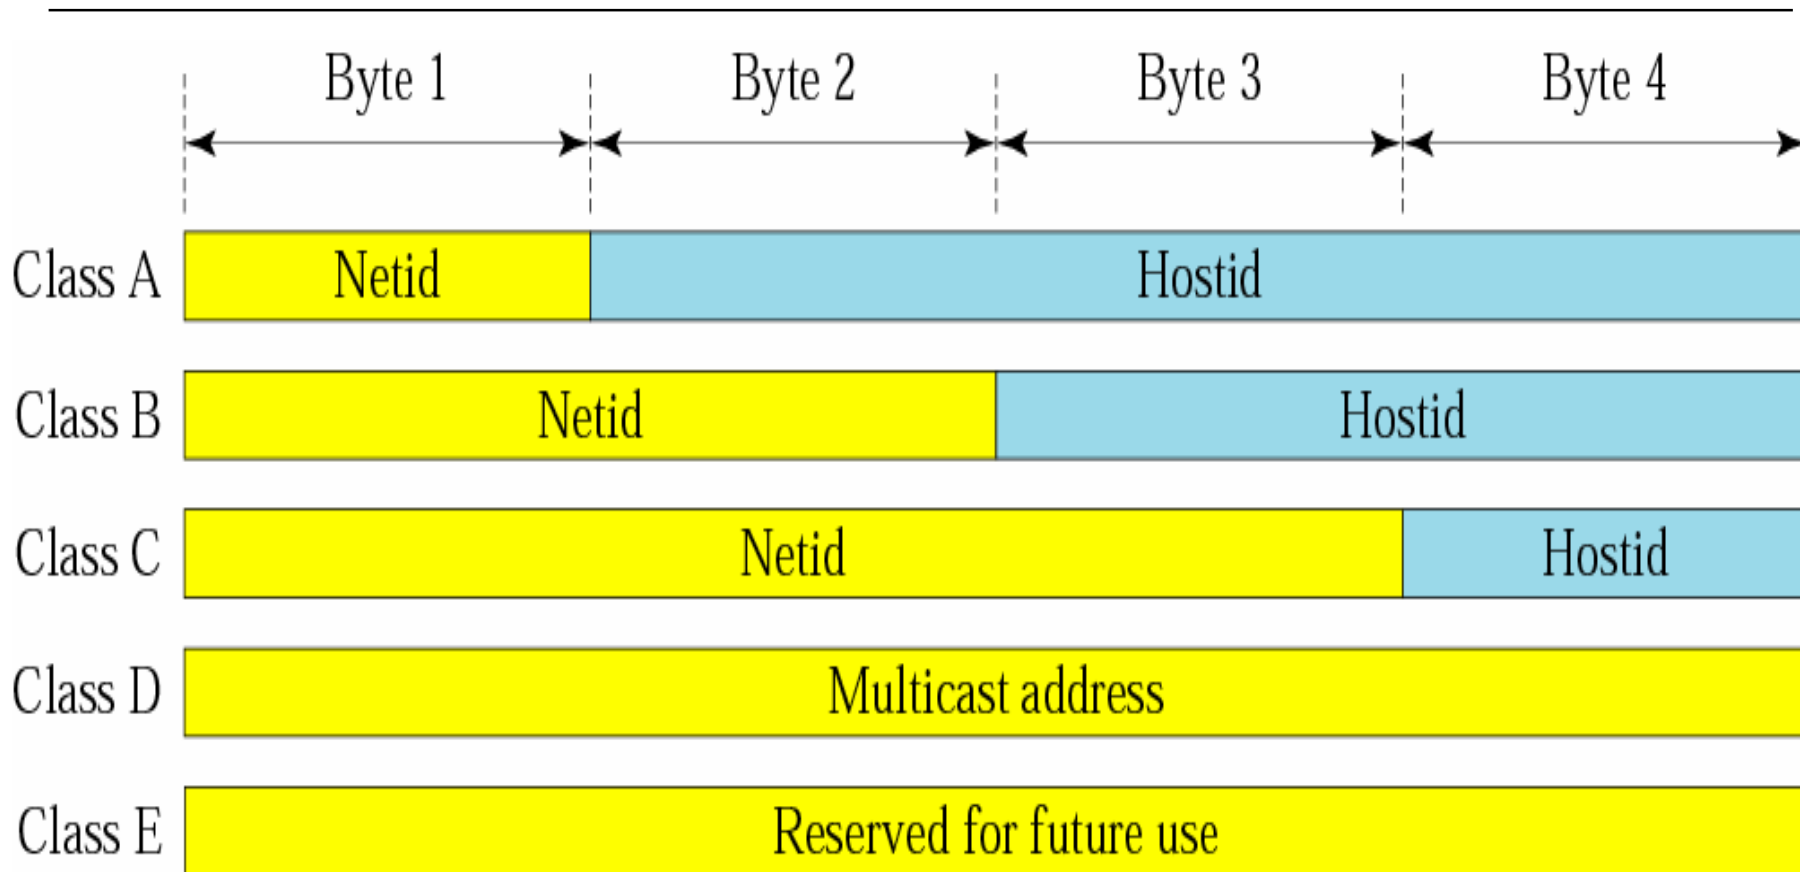 Byte 1 Byte 2 Byte 3 Byte 4
Class A Netid Hostid
Class B Netid Hostid
Class C Netid Hostid
Class D Multicast address
Class E Reserved for future use